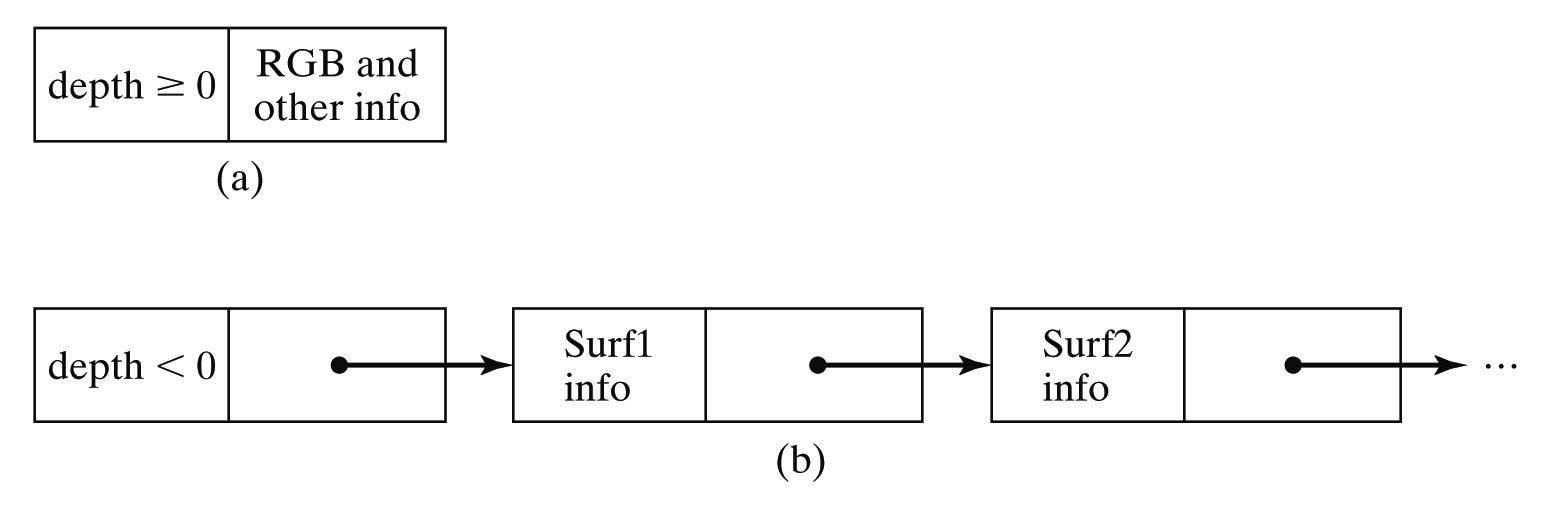 depth ≥ 0
RGB and
other info
(a)
depth < 0
Surf1
info
Surf2
info
...
(b)